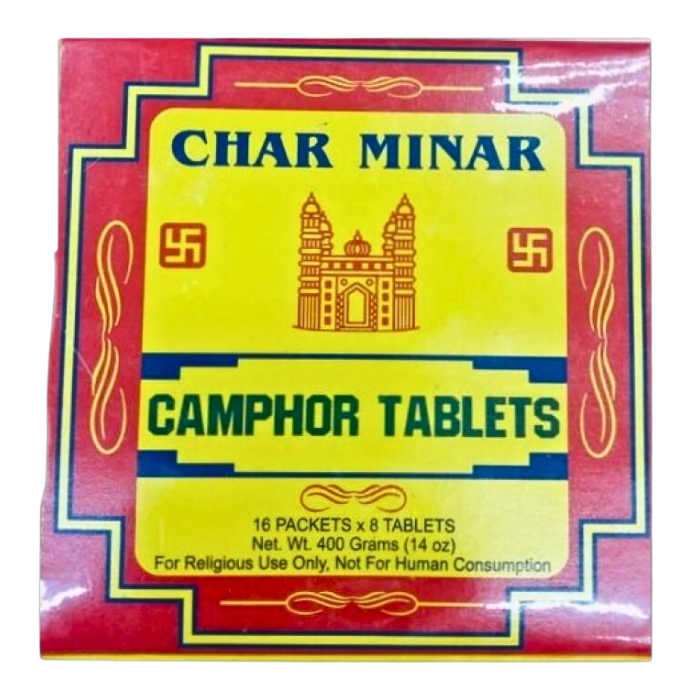 CHAR MINAR
CAMPHOR TABLETS
16 PACKETS x 8 TABLETS
Net. Wt. 400 Grams (14 oz)
For Religious Use Only, Not For Human Consumption